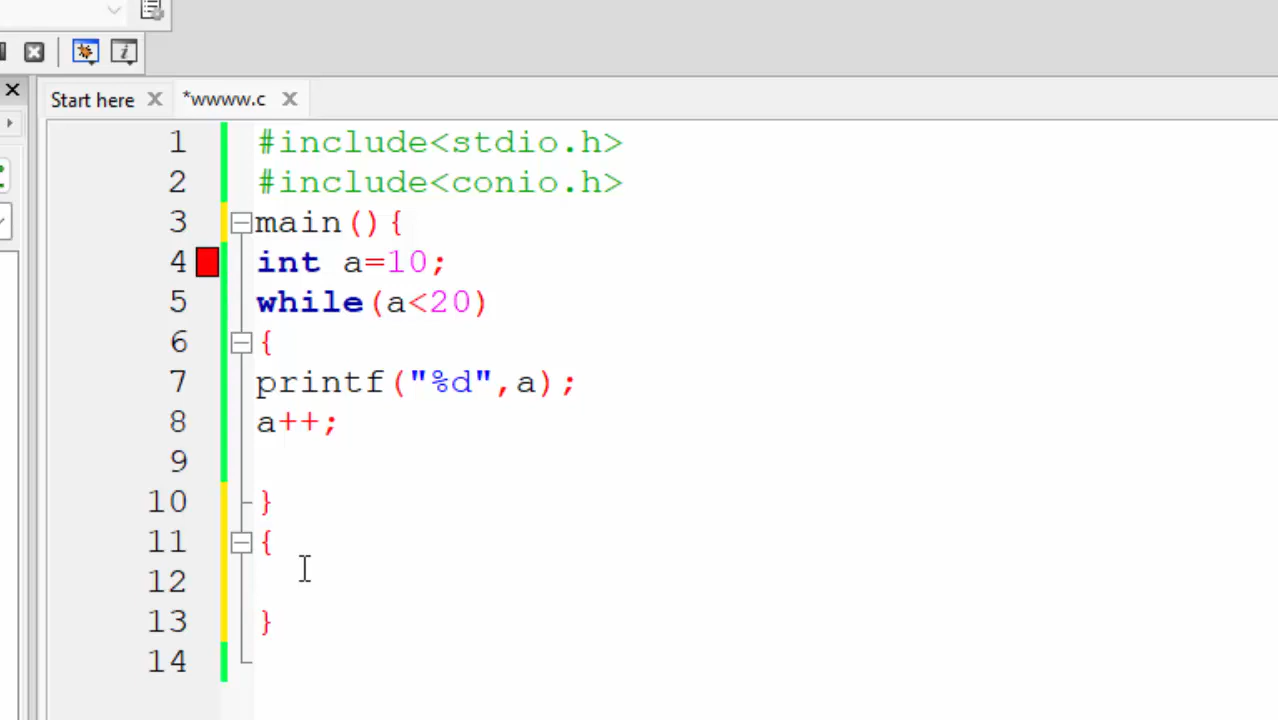 Start here
*wwww.c
1 #include<stdio.h>
2 #include<conio.h>
3 main(){
4 int a=10;
5 while(a<20)
6 {
7 printf("%d",a);
8 a++;
9
10 }
11 {
12
13 }
14